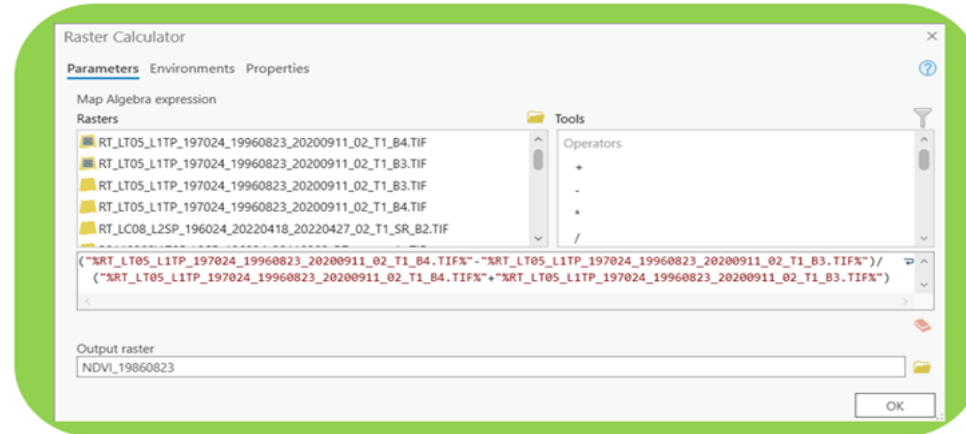 Raster Calculator
Parameters Environments Properties
Map Algebra expression
Rasters
Tools
RT_LT05_L1TP_197024_19960823_20200911_02_T1_B4.TIF
RT_LT05_L1TP_197024_19960823_20200911_02_T1_B3.TIF
RT_LT05_L1TP_197024_19960823_20200911_02_T1_B3.TIF
RT_LT05_L1TP_197024_19960823_20200911_02_T1_B4.TIF
RT_LC08_L2SP_196024_20220418_20220427_02_T1_SR_B2.TIF
Operators
+
-
*
/
("%RT_LT05_L1TP_197024_19960823_20200911_02_T1_B4.TIF%"-"%RT_LT05_L1TP_197024_19960823_20200911_02_T1_B3.TIF%")/
("%RT_LT05_L1TP_197024_19960823_20200911_02_T1_B4.TIF%"+"%RT_LT05_L1TP_197024_19960823_20200911_02_T1_B3.TIF%")
Output raster
NDVI_19860823
OK